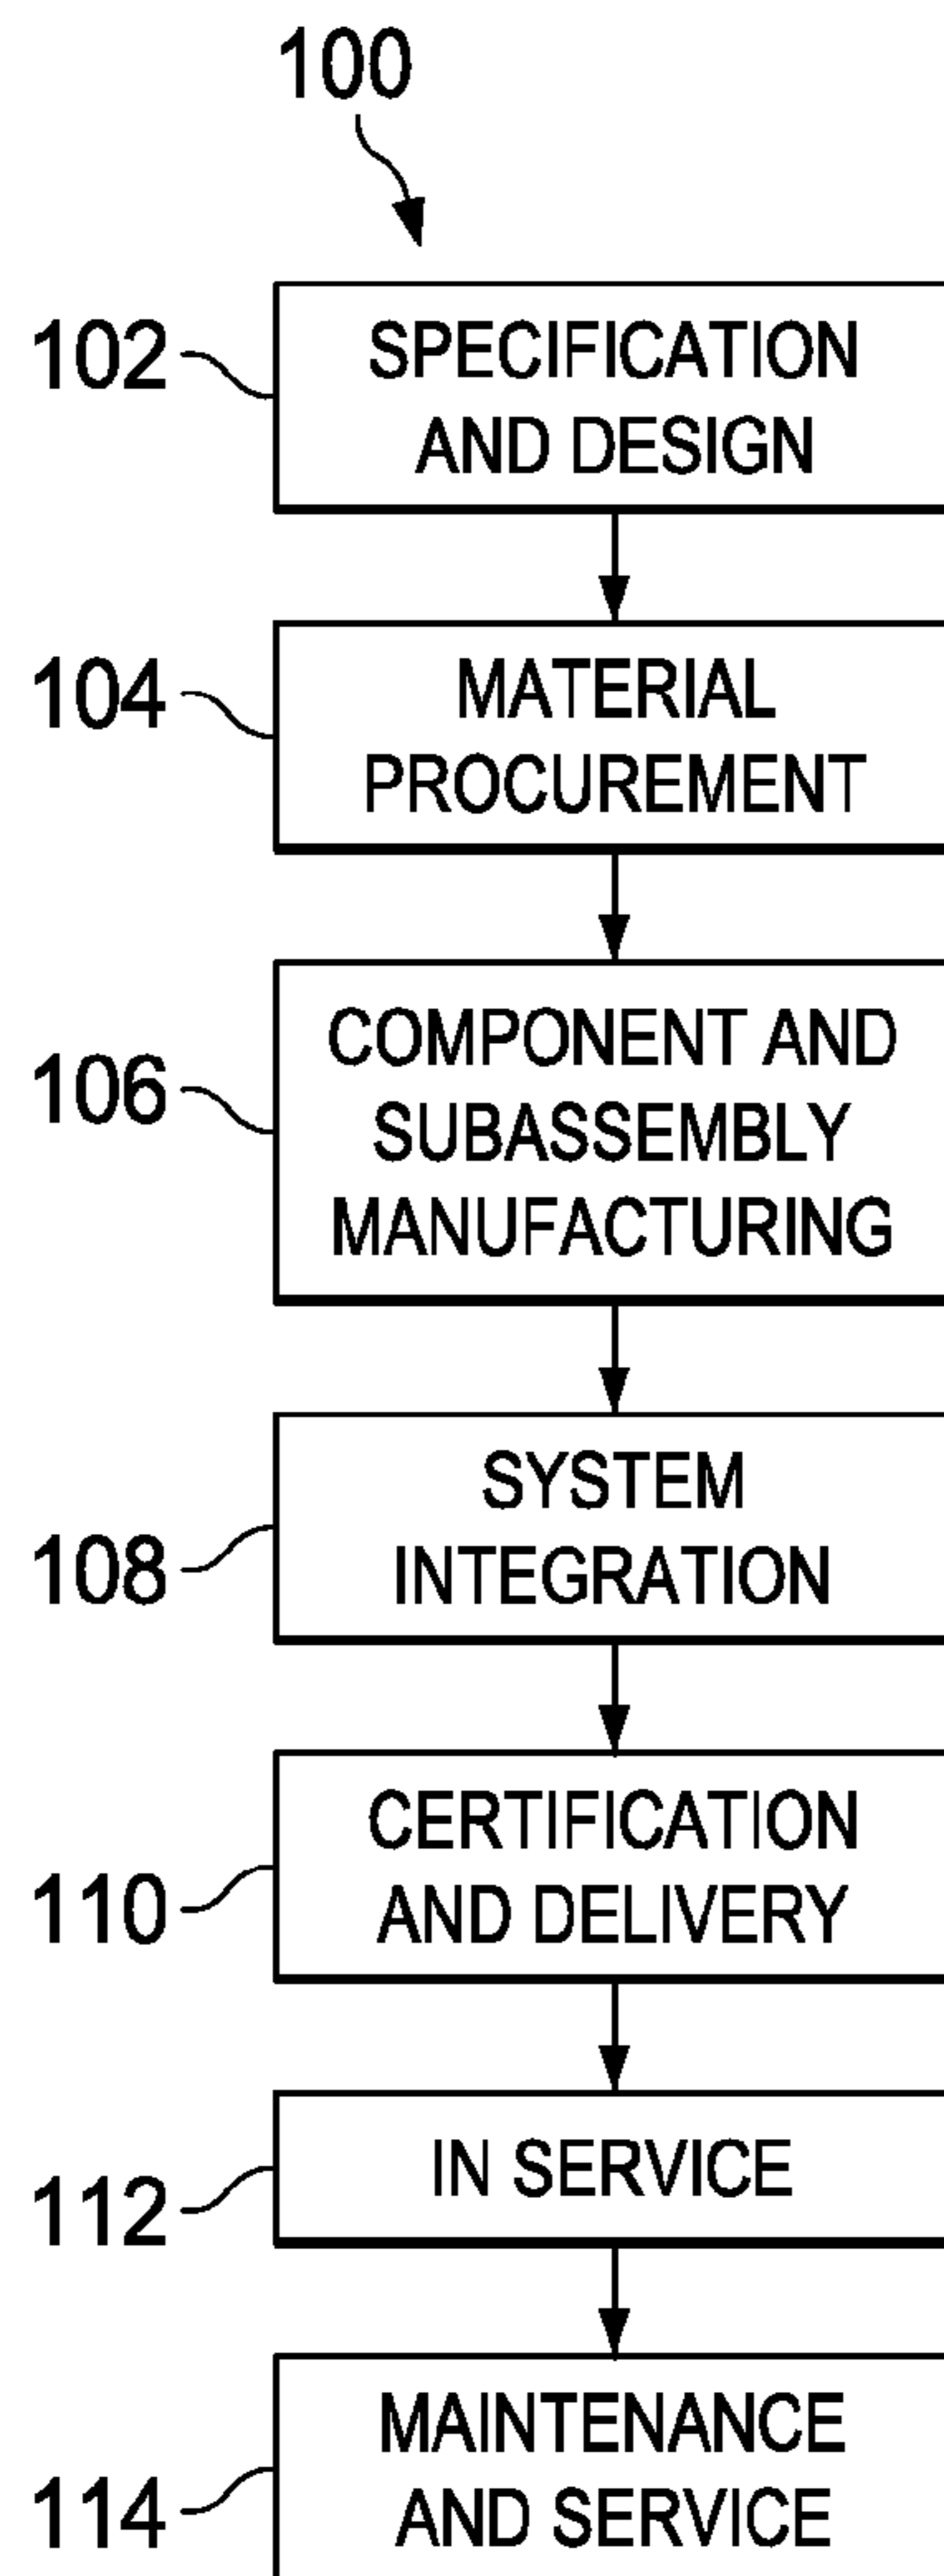 100
102
SPECIFICATION
AND DESIGN
104
MATERIAL
PROCUREMENT
106
COMPONENT AND
SUBASSEMBLY
MANUFACTURING
108
SYSTEM
INTEGRATION
110
CERTIFICATION
AND DELIVERY
112
IN SERVICE
114
MAINTENANCE
AND SERVICE